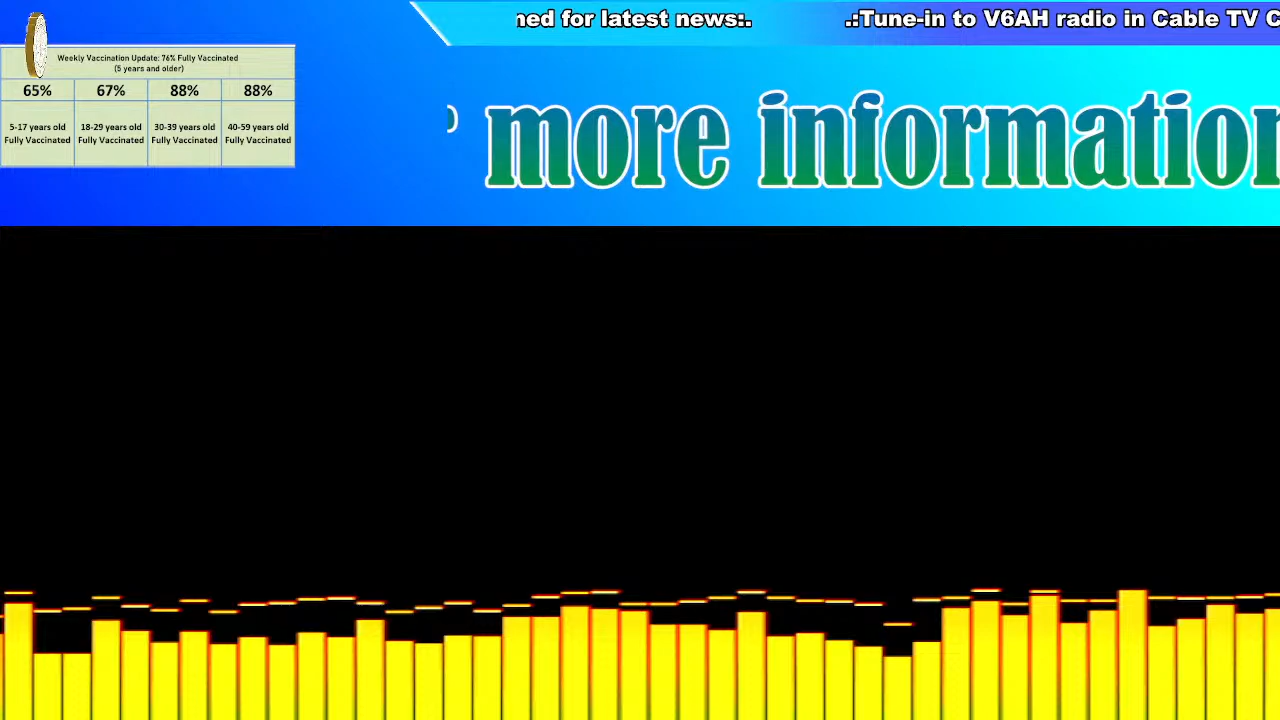 ned for latest news:. .:Tune-in to V6AH radio in Cable TV C
Weekly Vaccination Update: 76% Fully Vaccinated
(5 years and older)
65% 67% 88% 88%
5-17 years old 18-29 years old 30-39 years old 40-59 years old
Fully Vaccinated Fully Vaccinated Fully Vaccinated Fully Vaccinated
more information